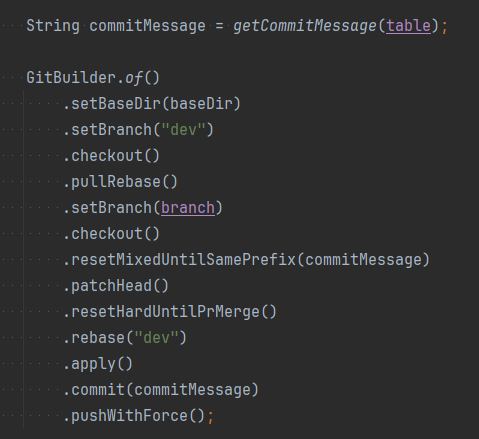 String commitMessage = getCommitMessage(table);
GitBuilder.of()
.setBaseDir(baseDir)
.setBranch("dev")
.checkout()
.pullRebase()
.setBranch(branch)
.checkout()
.resetMixedUntilSamePrefix(commitMessage)
.patchHead()
.resetHardUntilPrMerge()
.rebase("dev")
.apply()
.commit(commitMessage)
.pushWithForce();